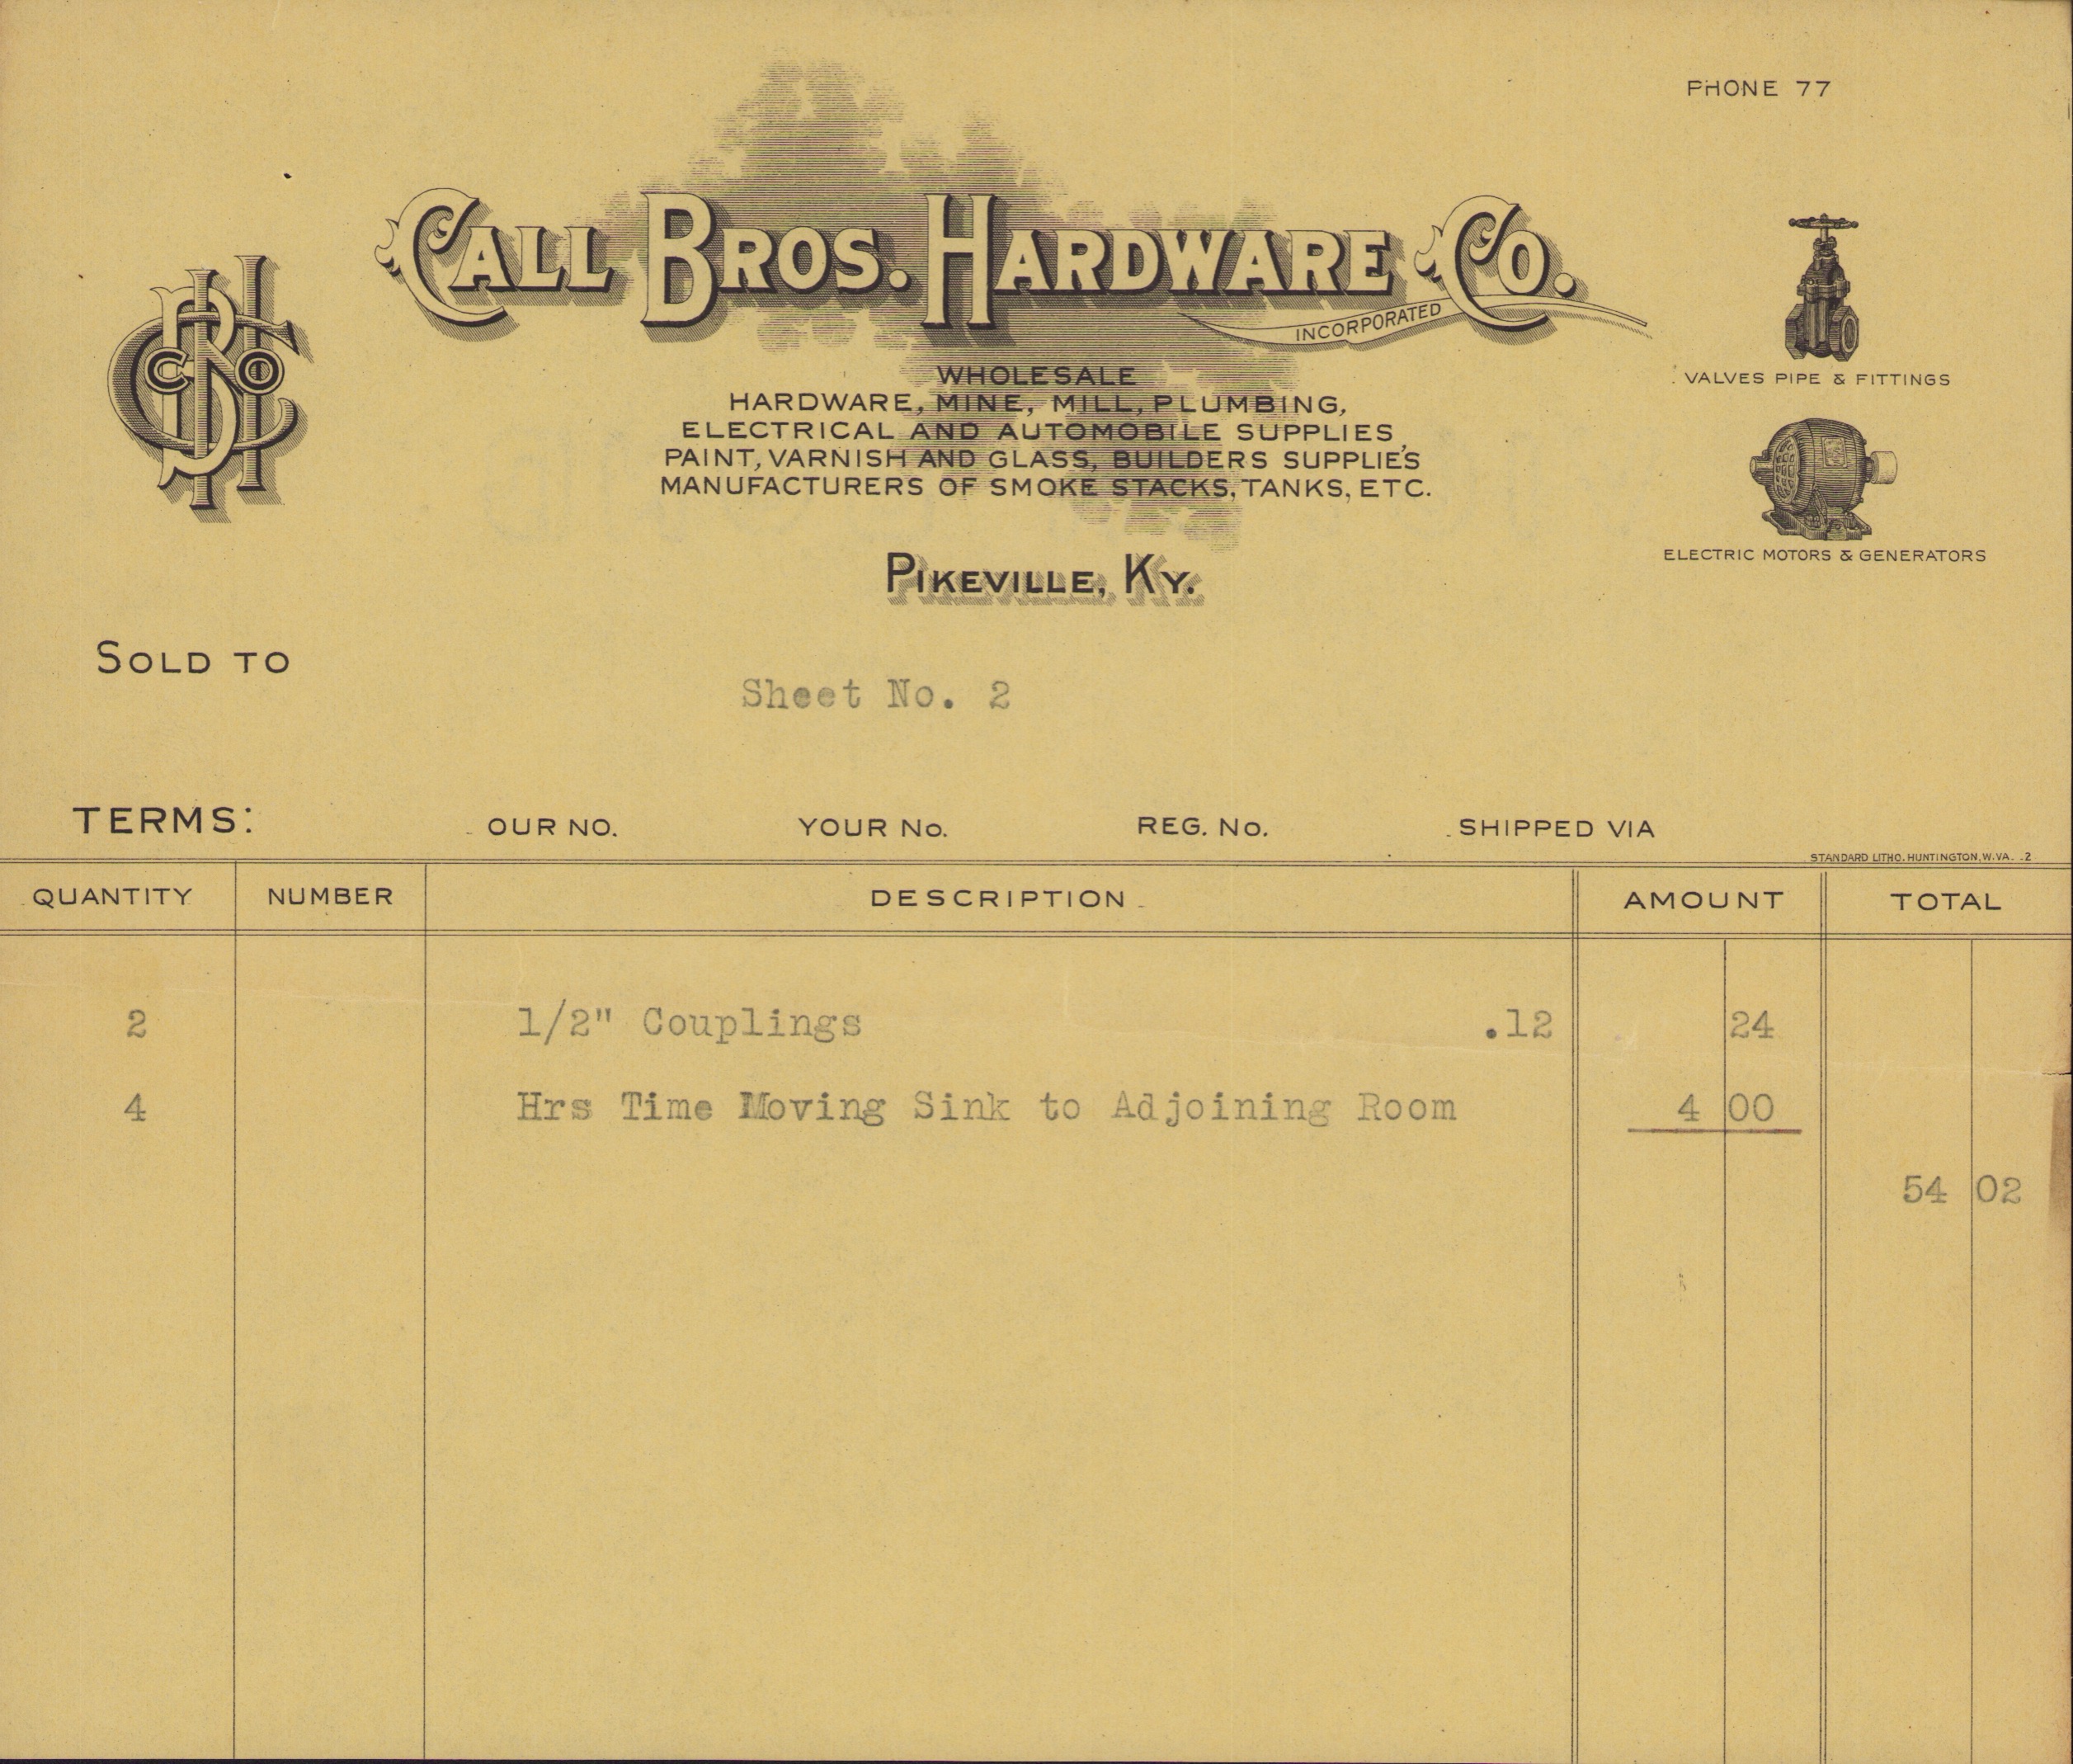 PHONE 77
CALL BROS. HARDWARE CO.
INCORPORATED
CBH CO
WHOLESALE
HARDWARE, MINE, MILL, PLUMBING,
ELECTRICAL AND AUTOMOBILE SUPPLIES,
PAINT, VARNISH AND GLASS, BUILDERS SUPPLIE'S
MANUFACTURERS OF SMOKE STACKS, TANKS, ETC.
VALVES PIPE & FITTINGS
ELECTRIC MOTORS & GENERATORS
PIKEVILLE, KY.
SOLD TO
Sheet No. 2
TERMS: OUR NO. YOUR No. REG. No. SHIPPED VIA
STANDARD LITHO. HUNTINGTON, W. VA. .2
QUANTITY NUMBER DESCRIPTION AMOUNT TOTAL
2 1/2" Couplings .12 24
4 Hrs Time Moving Sink to Adjoining Room 4 00
54 02